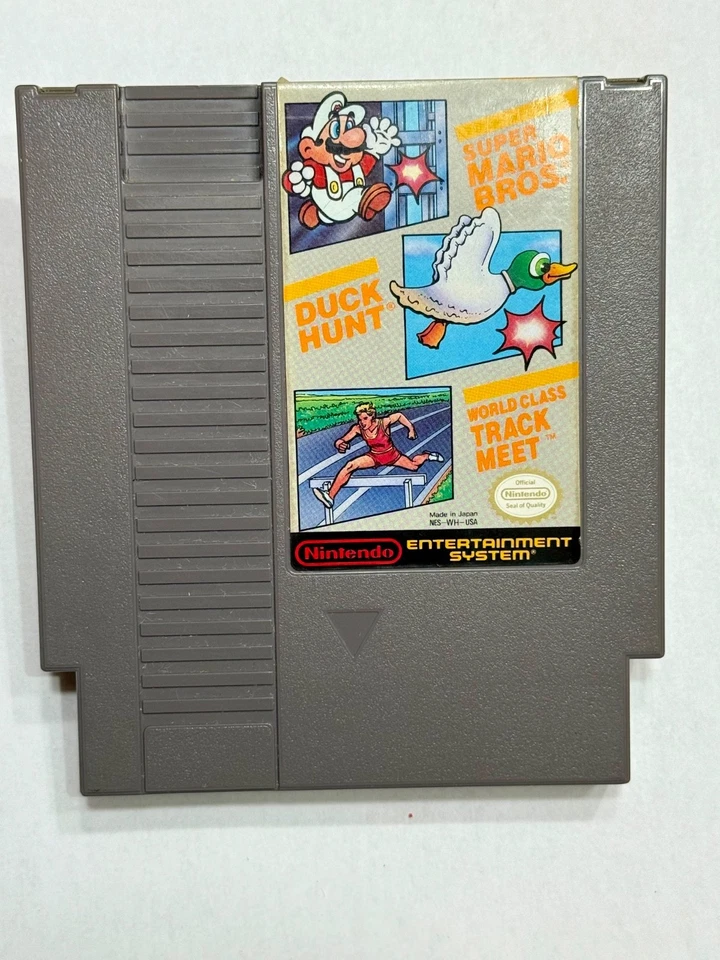 SUPER
MARIO
BROS.
DUCK
HUNT®
WORLD CLASS
TRACK
MEET™
Official
Nintendo
Seal of Quality
Made in Japan
NES-WH-USA
Nintendo
ENTERTAINMENT
SYSTEM®